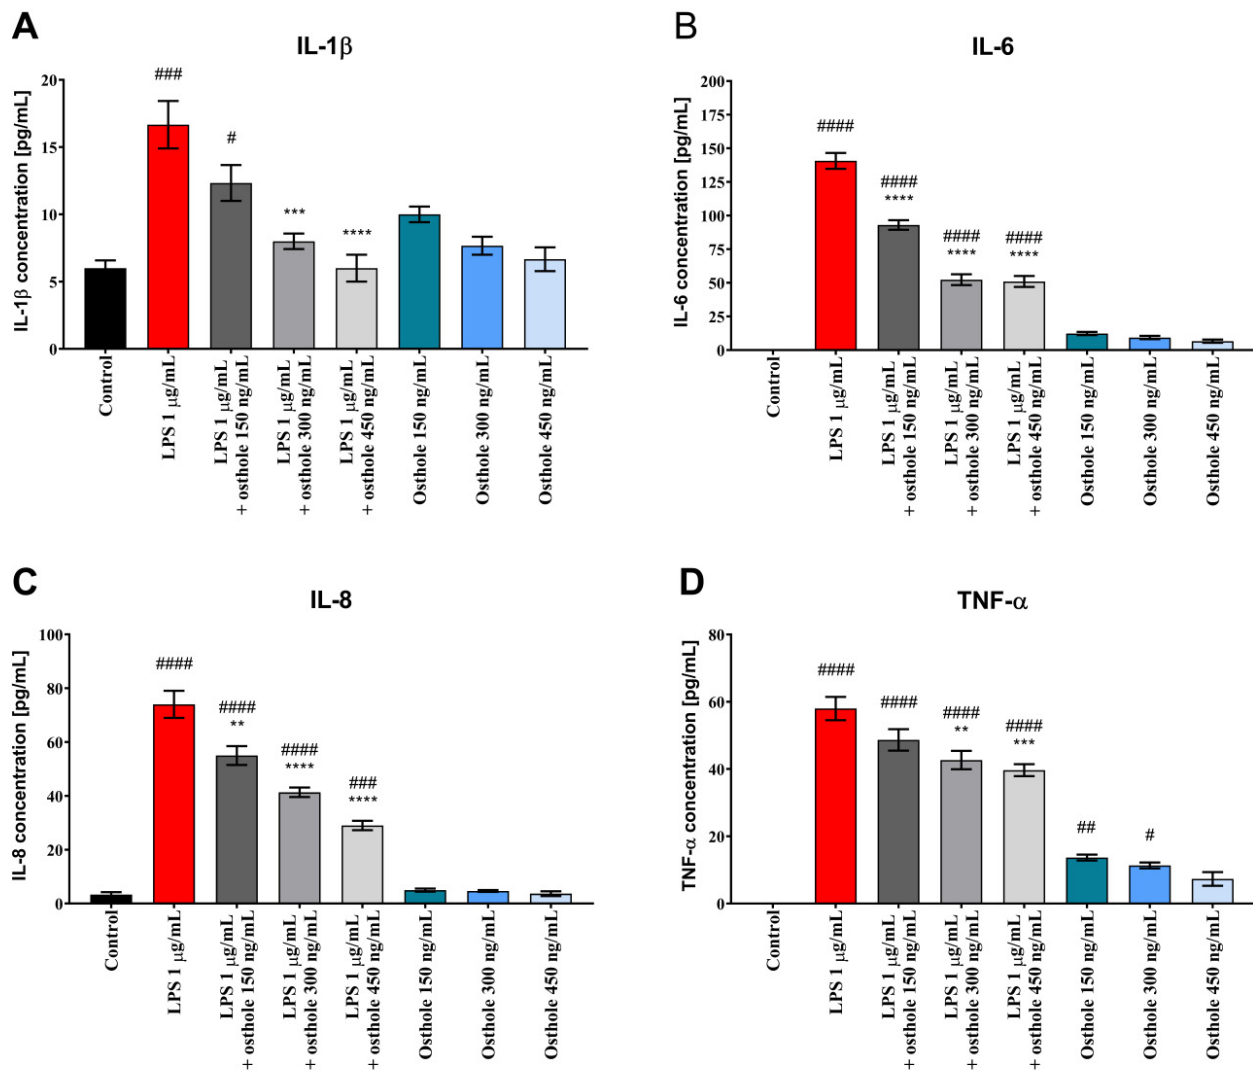 A
IL-1β
IL-1β concentration [pg/mL]
20
15
10
5
0
###
#
***
****
Control
LPS 1 μg/mL
LPS 1 μg/mL
+ osthole 150 ng/mL
LPS 1 μg/mL
+ osthole 300 ng/mL
LPS 1 μg/mL
+ osthole 450 ng/mL
Osthole 150 ng/mL
Osthole 300 ng/mL
Osthole 450 ng/mL
B
IL-6
IL-6 concentration [pg/mL]
200
175
150
125
100
75
50
25
0
####
####
****
####
****
####
****
Control
LPS 1 μg/mL
LPS 1 μg/mL
+ osthole 150 ng/mL
LPS 1 μg/mL
+ osthole 300 ng/mL
LPS 1 μg/mL
+ osthole 450 ng/mL
Osthole 150 ng/mL
Osthole 300 ng/mL
Osthole 450 ng/mL
C
IL-8
IL-8 concentration [pg/mL]
100
80
60
40
20
0
####
####
**
####
****
###
****
Control
LPS 1 μg/mL
LPS 1 μg/mL
+ osthole 150 ng/mL
LPS 1 μg/mL
+ osthole 300 ng/mL
LPS 1 μg/mL
+ osthole 450 ng/mL
Osthole 150 ng/mL
Osthole 300 ng/mL
Osthole 450 ng/mL
D
TNF-α
TNF-α concentration [pg/mL]
80
60
40
20
0
####
####
####
**
####
***
##
#
Control
LPS 1 μg/mL
LPS 1 μg/mL
+ osthole 150 ng/mL
LPS 1 μg/mL
+ osthole 300 ng/mL
LPS 1 μg/mL
+ osthole 450 ng/mL
Osthole 150 ng/mL
Osthole 300 ng/mL
Osthole 450 ng/mL